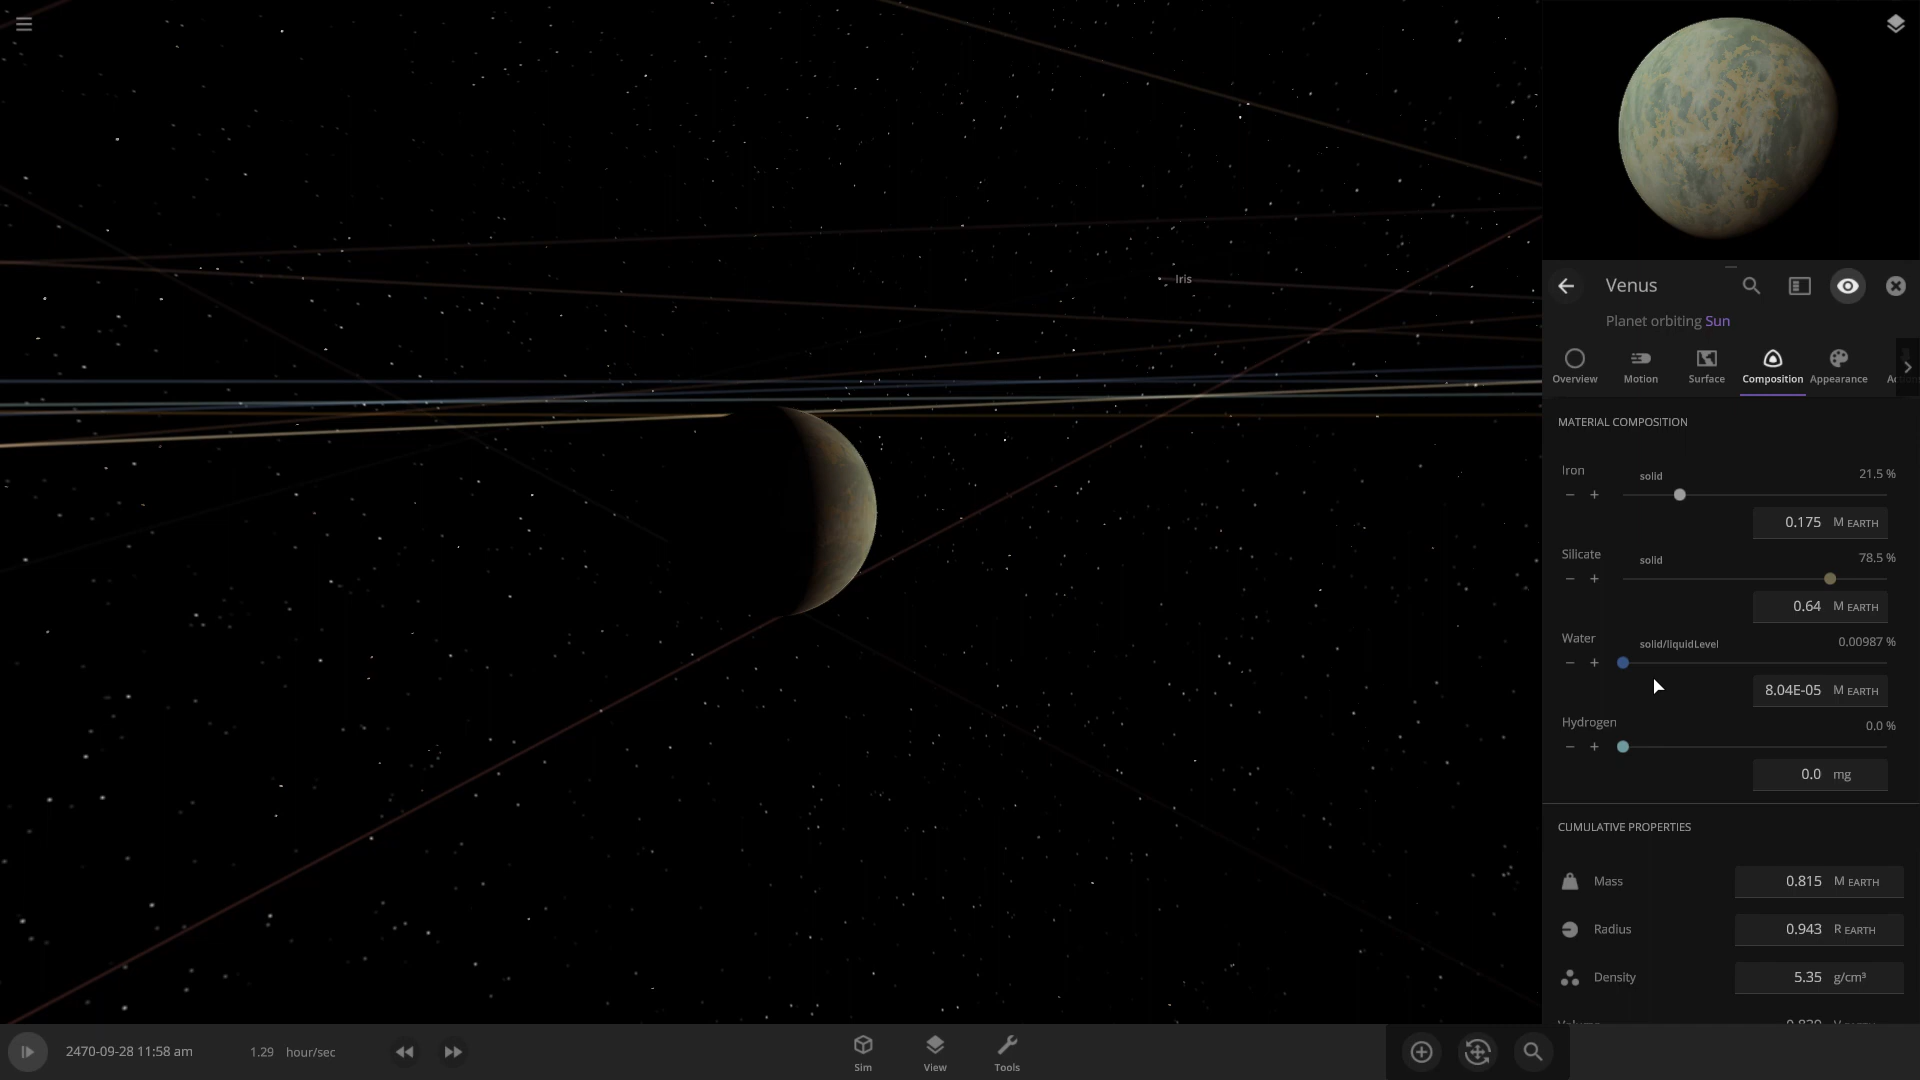 Iris
Venus
Planet orbiting Sun
Overview
Motion
Surface
Composition
Appearance
MATERIAL COMPOSITION
Iron
solid
21.5 %
0.175 M EARTH
Silicate
solid
78.5 %
0.64 M EARTH
Water
solid/liquidLevel
0.00987 %
8.04E-05 M EARTH
Hydrogen
0.0 %
0.0 mg
CUMULATIVE PROPERTIES
Mass
0.815 M EARTH
Radius
0.943 R EARTH
Density
5.35 g/cm³
2470-09-28 11:58 am
1.29 hour/sec
Sim
View
Tools